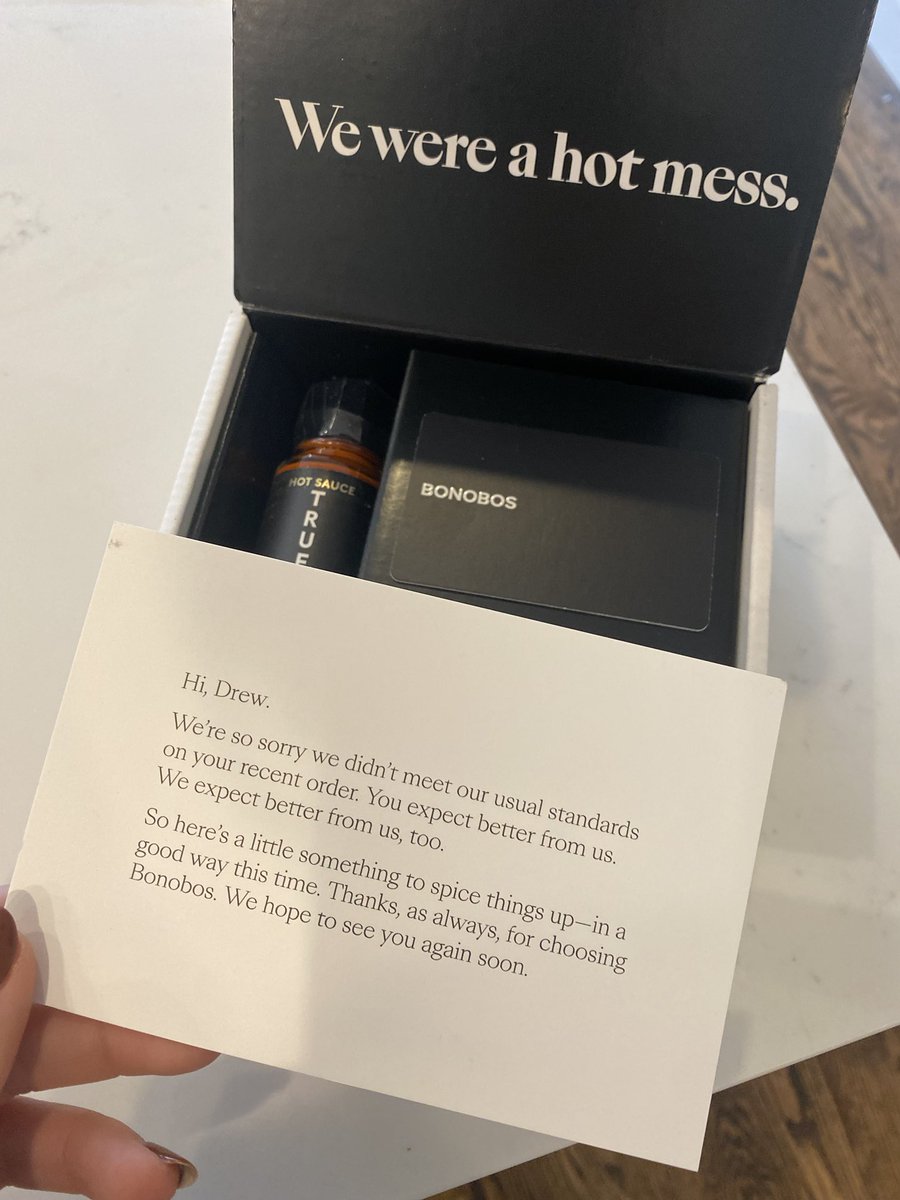 We were a hot mess.
HOT SAUCE
TRUE
BONOBOS
Hi, Drew.
We're so sorry we didn't meet our usual standards
on your recent order. You expect better from us.
We expect better from us, too.
So here's a little something to spice things up—in a
good way this time. Thanks, as always, for choosing
Bonobos. We hope to see you again soon.